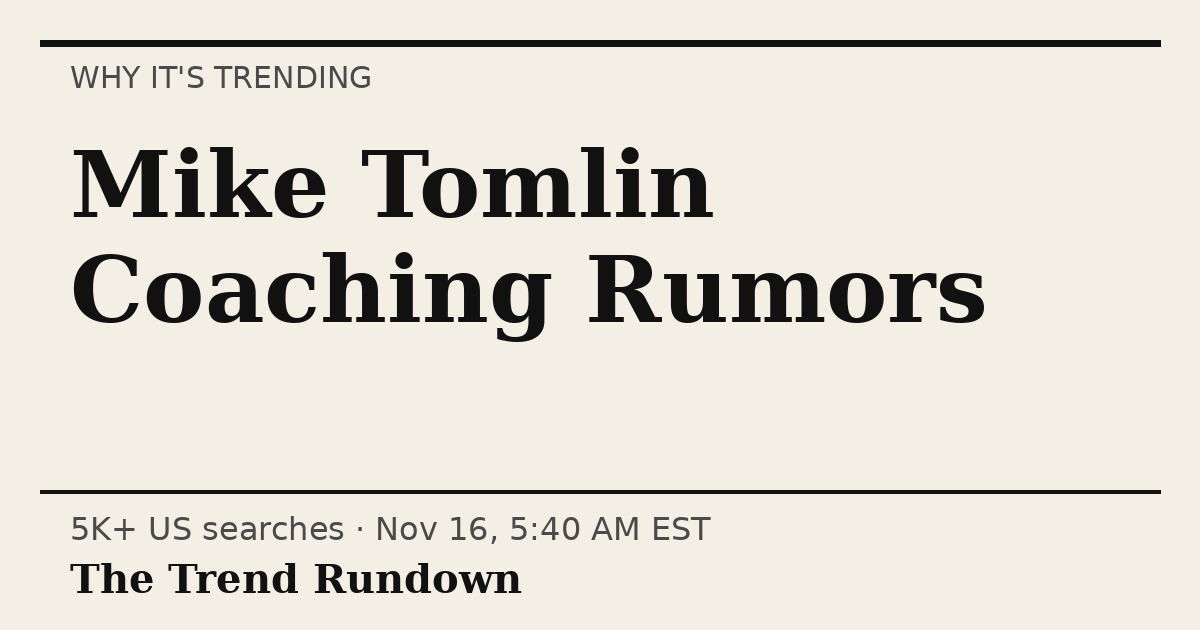 WHY IT'S TRENDING
Mike Tomlin
Coaching Rumors
5K+ US searches · Nov 16, 5:40 AM EST
The Trend Rundown